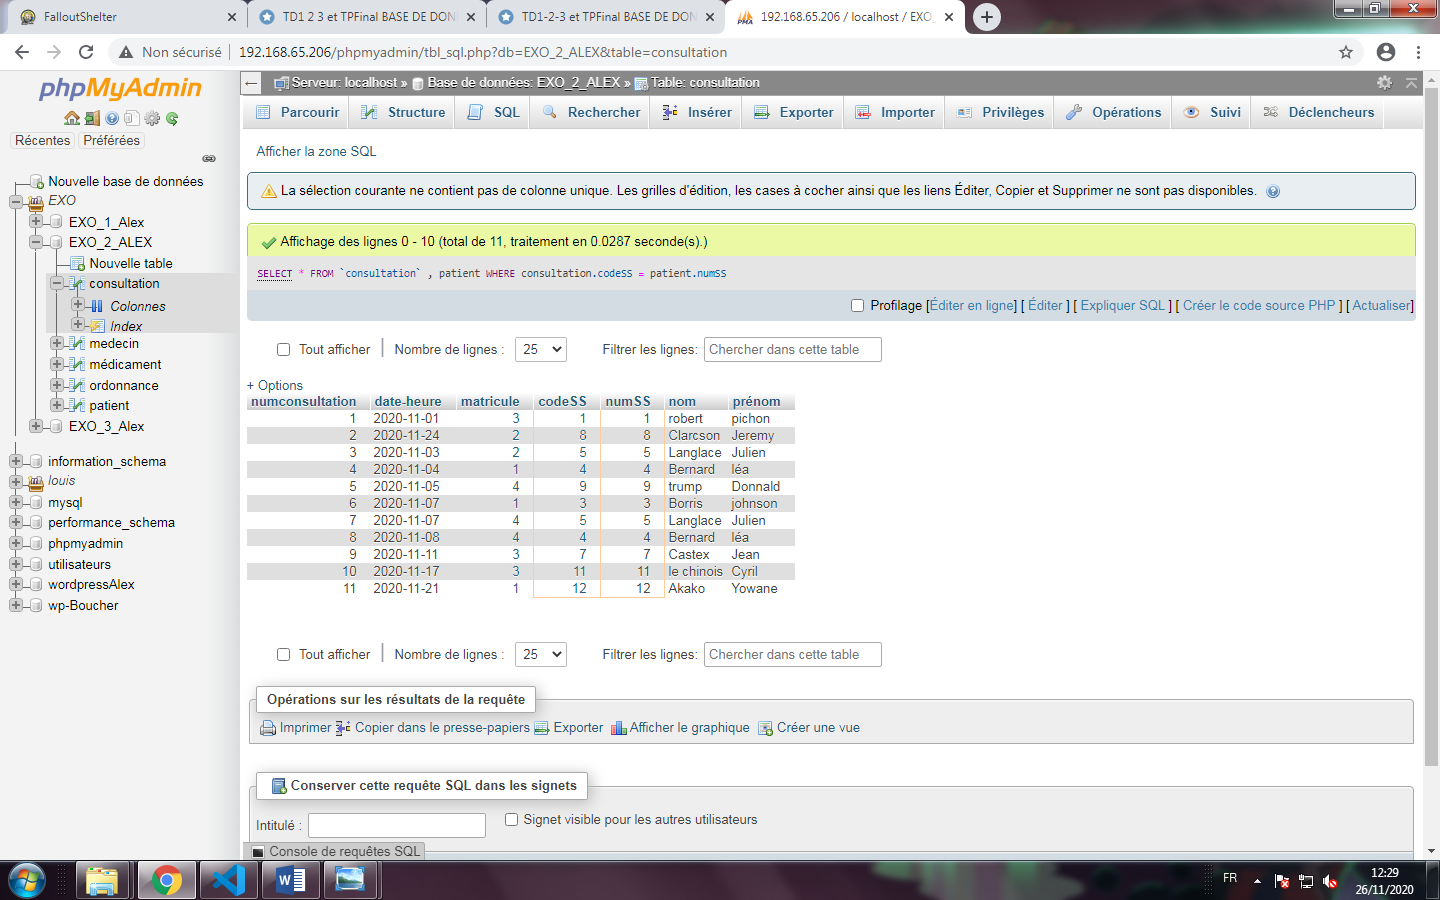 FalloutShelter
TD1 2 3 et TPFinal BASE DE DON
TD1-2-3 et TPFinal BASE DE DON
192.168.65.206 / localhost / EXO_
Non sécurisé
192.168.65.206/phpmyadmin/tbl_sql.php?db=EXO_2_ALEX&table=consultation
phpMyAdmin
Récentes Préférées
Nouvelle base de données
EXO
EXO_1_Alex
EXO_2_ALEX
Nouvelle table
consultation
Colonnes
Index
medecin
médicament
ordonnance
patient
EXO_3_Alex
information_schema
louis
mysql
performance_schema
phpmyadmin
utilisateurs
wordpressAlex
wp-Boucher
Serveur: localhost » Base de données: EXO_2_ALEX » Table: consultation
Parcourir Structure SQL Rechercher Insérer Exporter Importer Privilèges Opérations Suivi Déclencheurs
Afficher la zone SQL
La sélection courante ne contient pas de colonne unique. Les grilles d'édition, les cases à cocher ainsi que les liens Éditer, Copier et Supprimer ne sont pas disponibles.
Affichage des lignes 0 - 10 (total de 11, traitement en 0.0287 seconde(s).)
SELECT * FROM `consultation` , patient WHERE consultation.codeSS = patient.numSS
Profilage [Éditer en ligne] [ Éditer ] [ Expliquer SQL ] [ Créer le code source PHP ] [ Actualiser]
Tout afficher Nombre de lignes : 25 Filtrer les lignes: Chercher dans cette table
+ Options
numconsultation date-heure matricule codeSS numSS nom prénom
1 2020-11-01 3 1 1 robert pichon
2 2020-11-24 2 8 8 Clarcson Jeremy
3 2020-11-03 2 5 5 Langlace Julien
4 2020-11-04 1 4 4 Bernard léa
5 2020-11-05 4 9 9 trump Donnald
6 2020-11-07 1 3 3 Borris johnson
7 2020-11-07 4 5 5 Langlace Julien
8 2020-11-08 4 4 4 Bernard léa
9 2020-11-11 3 7 7 Castex Jean
10 2020-11-17 3 11 11 le chinois Cyril
11 2020-11-21 1 12 12 Akako Yowane
Tout afficher Nombre de lignes : 25 Filtrer les lignes: Chercher dans cette table
Opérations sur les résultats de la requête
Imprimer Copier dans le presse-papiers Exporter Afficher le graphique Créer une vue
Conserver cette requête SQL dans les signets
Intitulé : Signet visible pour les autres utilisateurs
Console de requêtes SQL
FR
12:29
26/11/2020